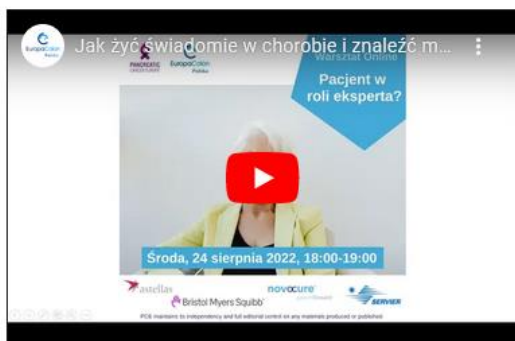 Jak żyć świadomie w chorobie i znaleźć m...
EuropaColon
Polska
PANCREATIC
CANCER EUROPE
EuropaColon
Polska
Warsztat Online
Pacjent w
roli eksperta?
Środa, 24 sierpnia 2022, 18:00-19:00
astellas
Bristol Myers Squibb
novocure
SERVIER
PCE maintains its independency and full editorial control on any materials produced or published